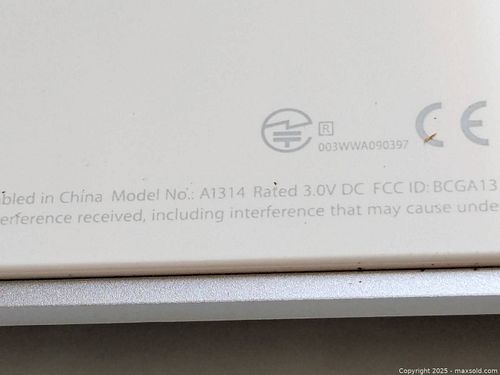 R
003WWA090397
CE
bled in China Model No.: A1314 Rated 3.0V DC FCC ID: BCGA13
erference received, including interference that may cause unde
Copyright 2025 - maxsold.com